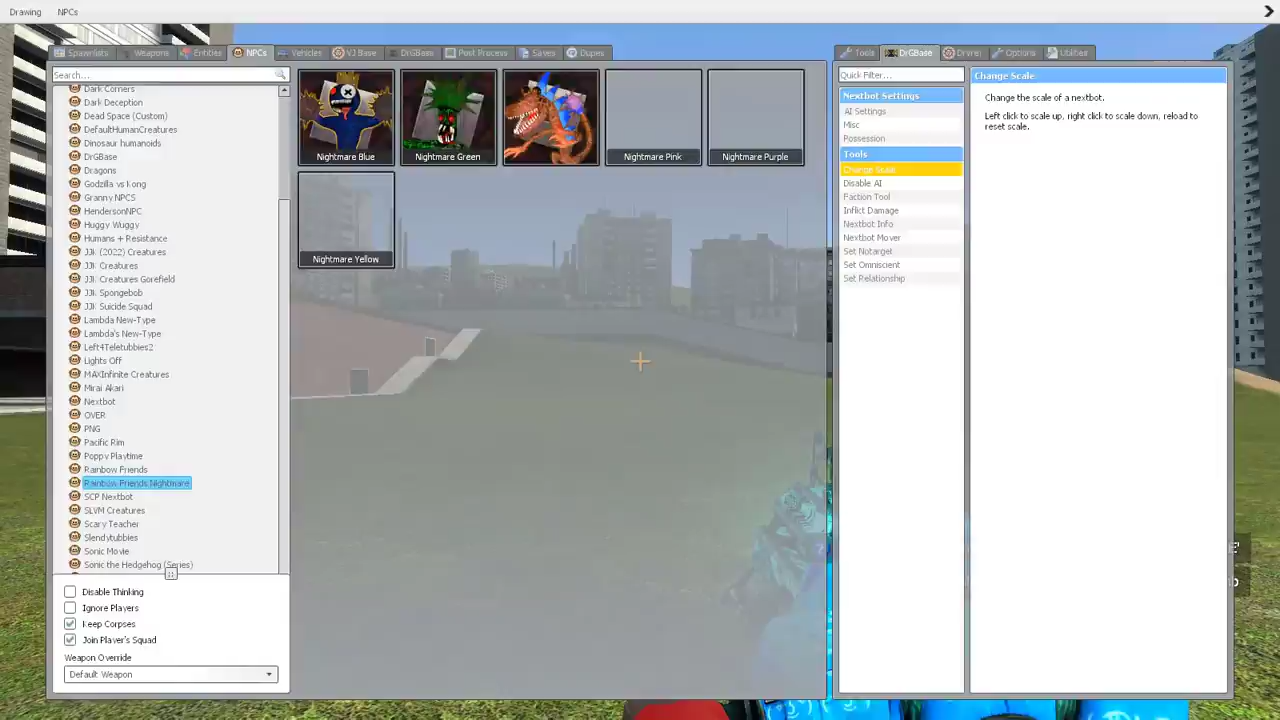 Drawing NPCs
Spawnlists Weapons Entities NPCs Vehicles VJ Base DrGBase Post Process Saves Dupes
Tools DrGBase Drvrej Options Utilities
Search...
Dark Corners
Dark Deception
Dead Space (Custom)
DefaultHumanCreatures
Dinosaur humanoids
DrGBase
Dragons
Godzilla vs kong
Granny NPCS
HendersonNPC
Huggy Wuggy
Humans + Resistance
JJK (2022) Creatures
JJK Creatures
JJK Creatures Gorefield
JJK Spongebob
JJK Suicide Squad
Lambda New-Type
Lambda's New-Type
Left4Teletubbies2
Lights Off
MAXInfinite Creatures
Mirai Akari
Nextbot
OVER
PNG
Pacific Rim
Poppy Playtime
Rainbow Friends
Rainbow Friends Nightmare
SCP Nextbot
SLVM Creatures
Scary Teacher
Slendytubbies
Sonic Movie
Sonic the Hedgehog (Series)
Disable Thinking
Ignore Players
Keep Corpses
Join Player's Squad
Weapon Override
Default Weapon
Nightmare Blue
Nightmare Green
Nightmare Pink
Nightmare Purple
Nightmare Yellow
Quick Filter...
Nextbot Settings
AI Settings
Misc
Possession
Tools
Change Scale
Disable AI
Faction Tool
Inflict Damage
Nextbot Info
Nextbot Mover
Set Notarget
Set Omniscient
Set Relationship
Change Scale
Change the scale of a nextbot.
Left click to scale up, right click to scale down, reload to
reset scale.